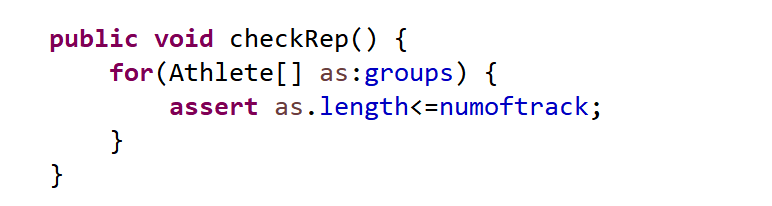 public void checkRep() {
    for(Athlete[] as:groups) {
        assert as.length<=numoftrack;
    }
}